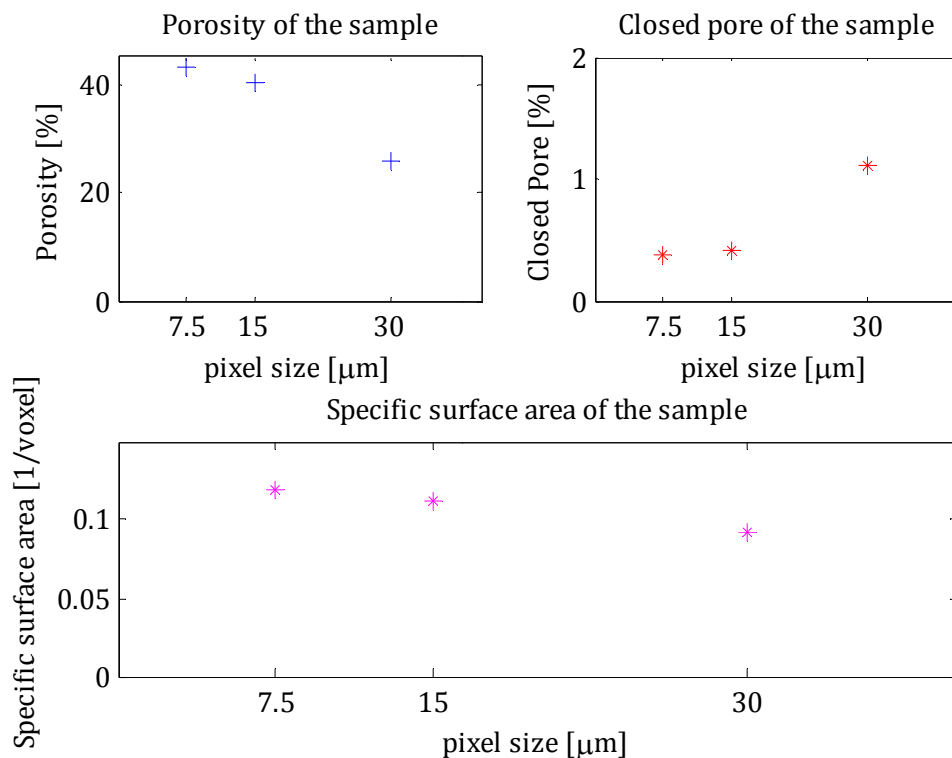 Porosity of the sample
Porosity [%]
40
20
0
7.5 15 30
pixel size [μm]
Closed pore of the sample
Closed Pore [%]
2
1
0
7.5 15 30
pixel size [μm]
Specific surface area of the sample
Specific surface area [1/voxel]
0.1
0.05
0
7.5 15 30
pixel size [μm]